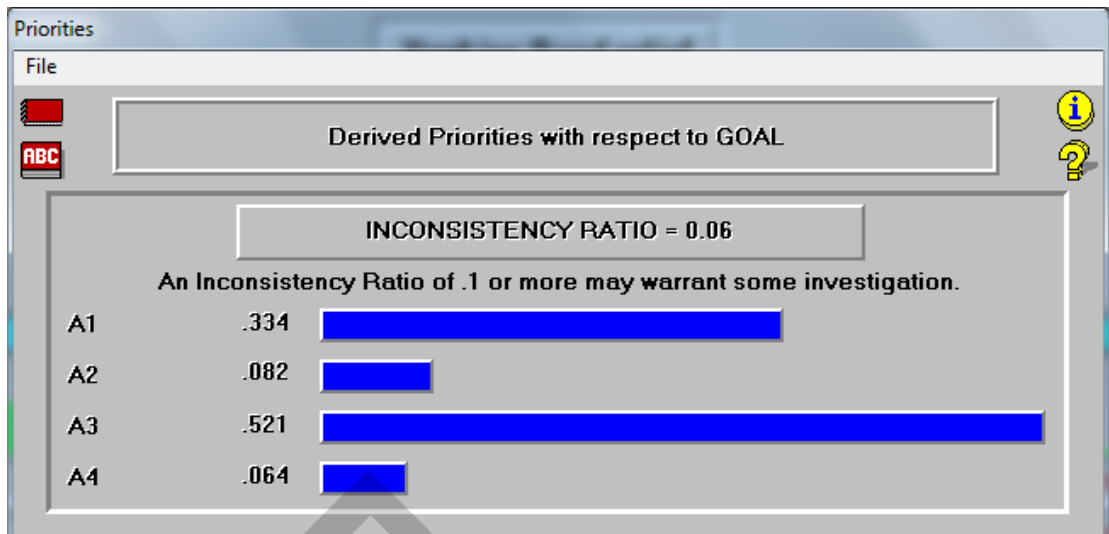 Priorities
File
Derived Priorities with respect to GOAL
ABC
INCONSISTENCY RATIO = 0.06
An Inconsistency Ratio of .1 or more may warrant some investigation.
A1 .334
A2 .082
A3 .521
A4 .064